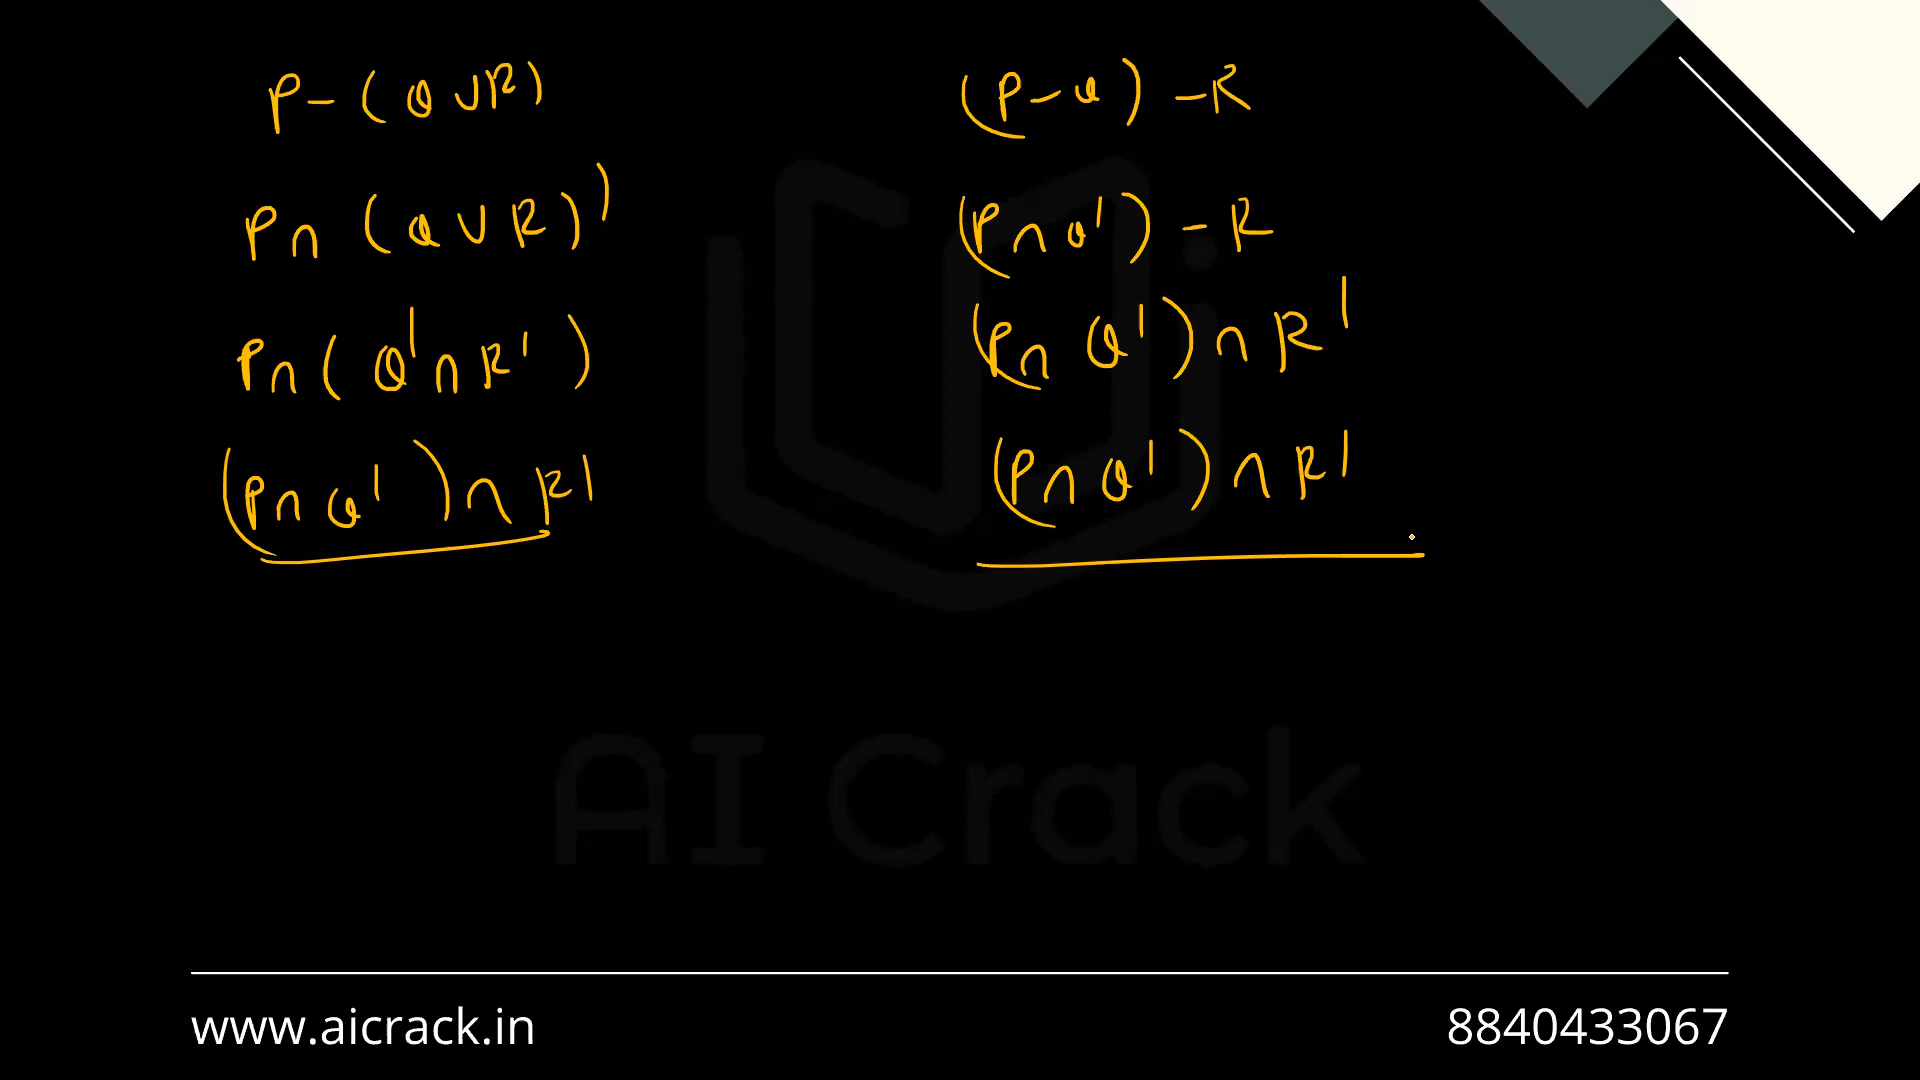 P - (Q ∪ R)
P ∩ (Q ∪ R)'
P ∩ (Q' ∩ R')
(P ∩ Q') ∩ R'
(P - Q) - R
(P ∩ Q') - R
(P ∩ Q') ∩ R'
(P ∩ Q') ∩ R'
AI Crack
www.aicrack.in
8840433067